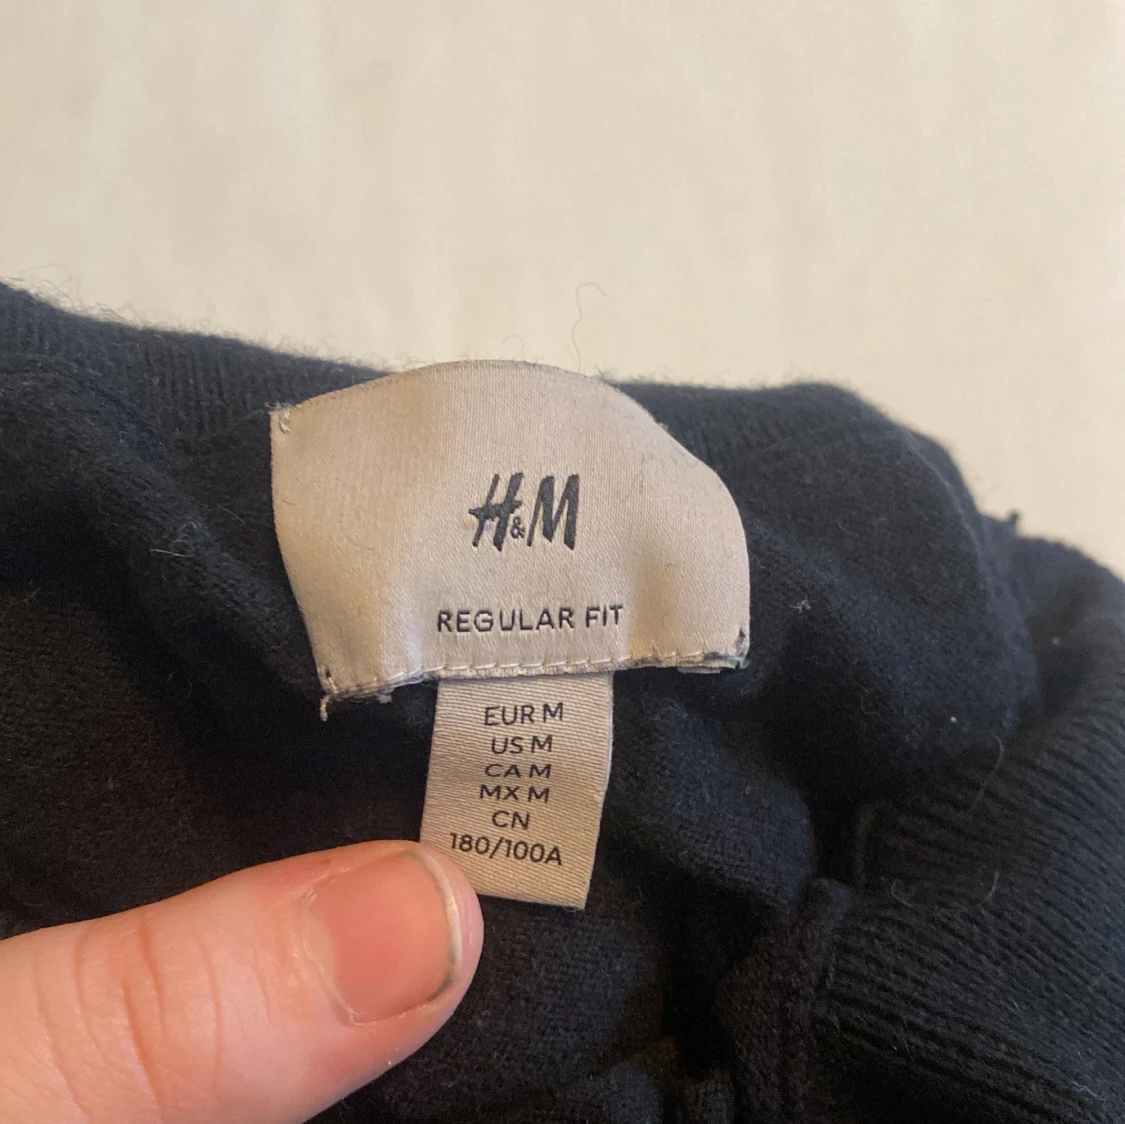 H&M
REGULAR FIT
EUR M
US M
CA M
MX M
CN
180/100A